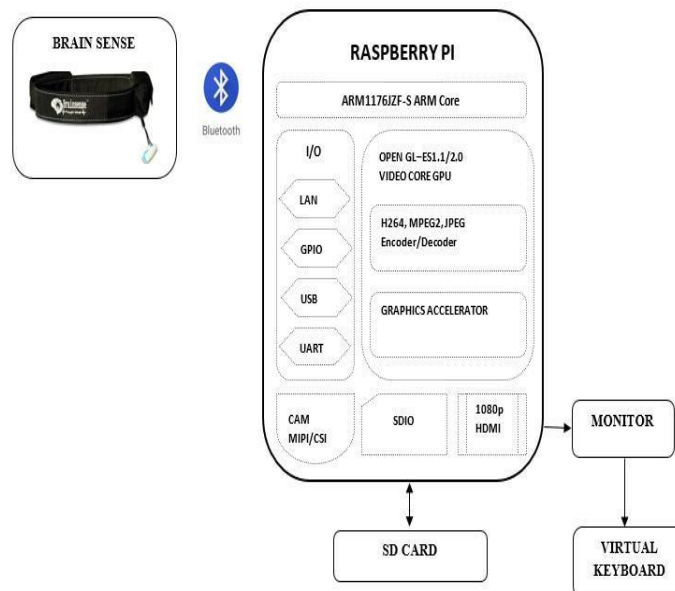 BRAIN SENSE
Brainsense
Bluetooth
RASPBERRY PI
ARM1176JZF-S ARM Core
I/O
LAN
GPIO
USB
UART
OPEN GL–ES1.1/2.0
VIDEO CORE GPU
H264, MPEG2,JPEG
Encoder/Decoder
GRAPHICS ACCELERATOR
CAM
MIPI/CSI
SDIO
1080p
HDMI
MONITOR
SD CARD
VIRTUAL
KEYBOARD